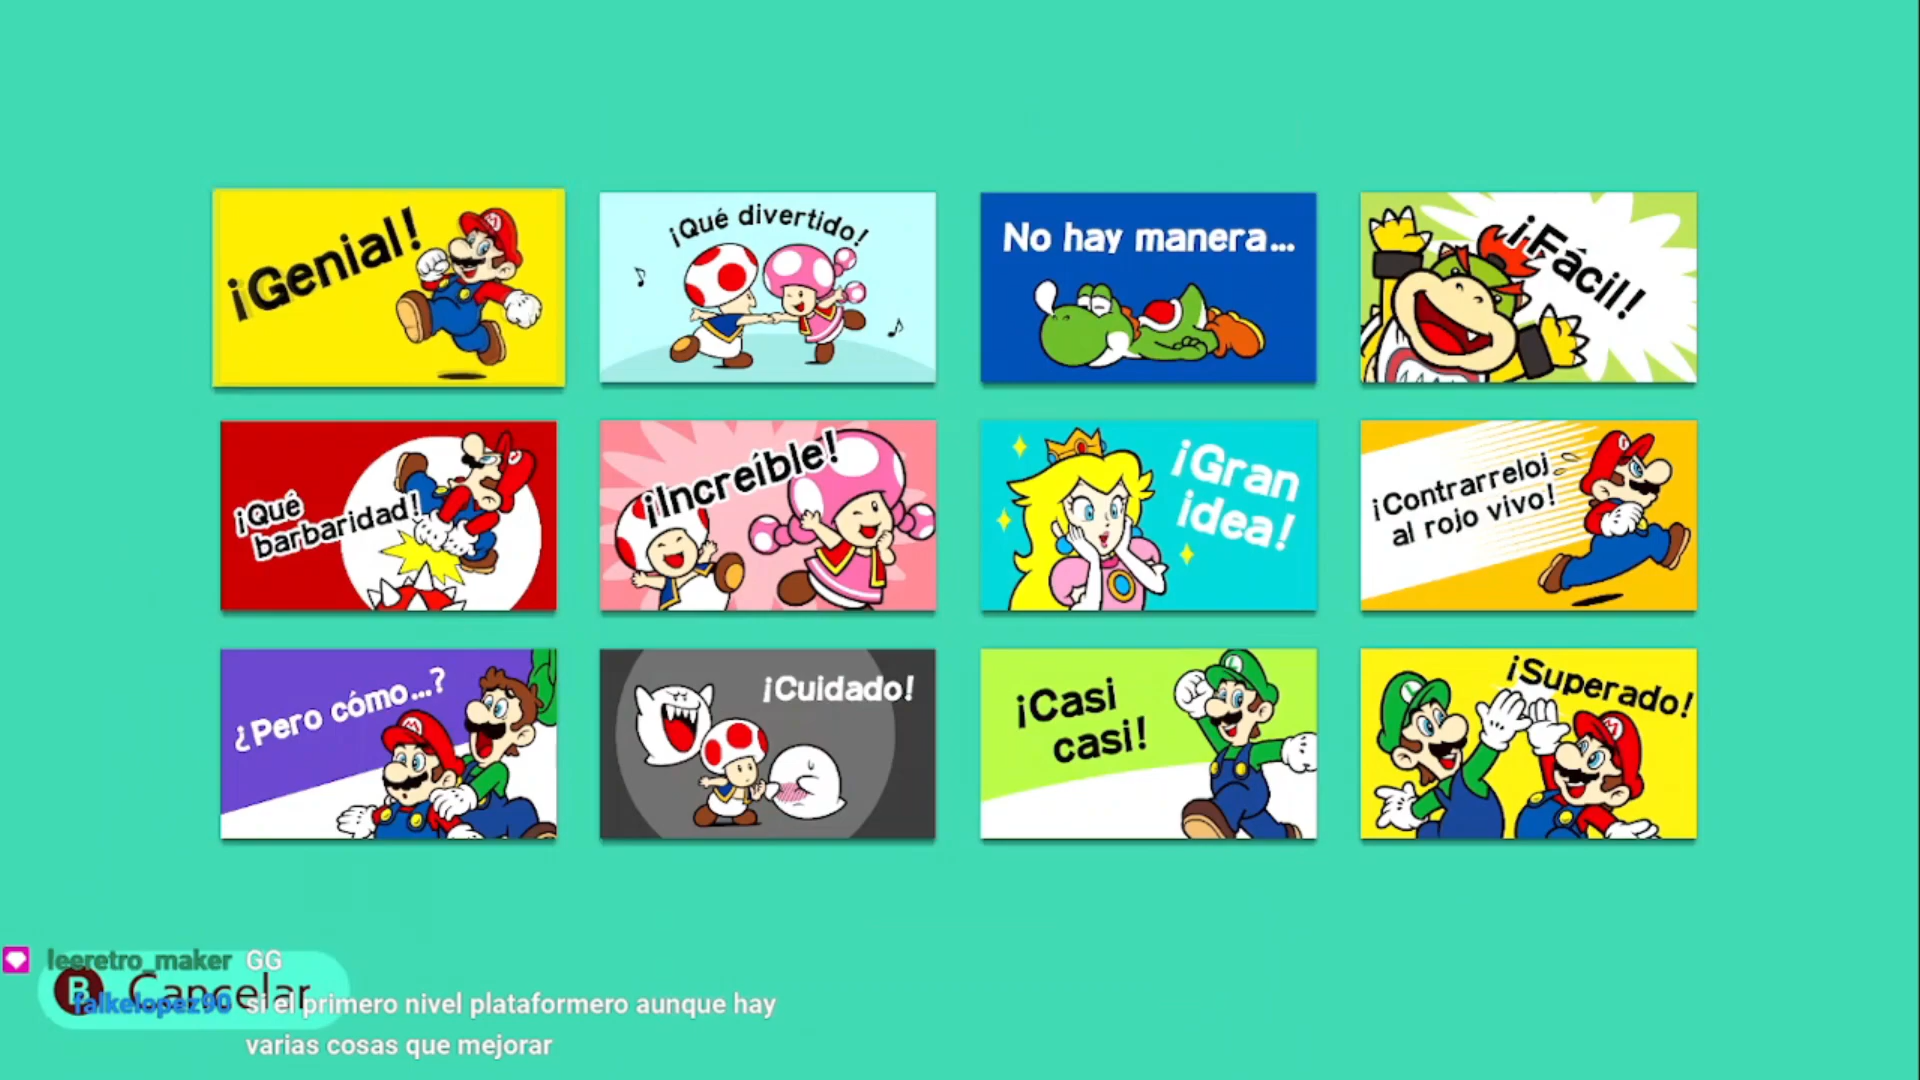 ¡Genial!
¡Qué divertido!
No hay manera...
¡Fácil!
¡Qué
barbaridad!
¡Increíble!
¡Gran
idea!
¡Contrarreloj
al rojo vivo!
¿Pero cómo...?
¡Cuidado!
¡Casi
casi!
¡Superado!
leeretro_maker GG
B Cancelar
falkelopez90 si el primero nivel plataformero aunque hay
varias cosas que mejorar